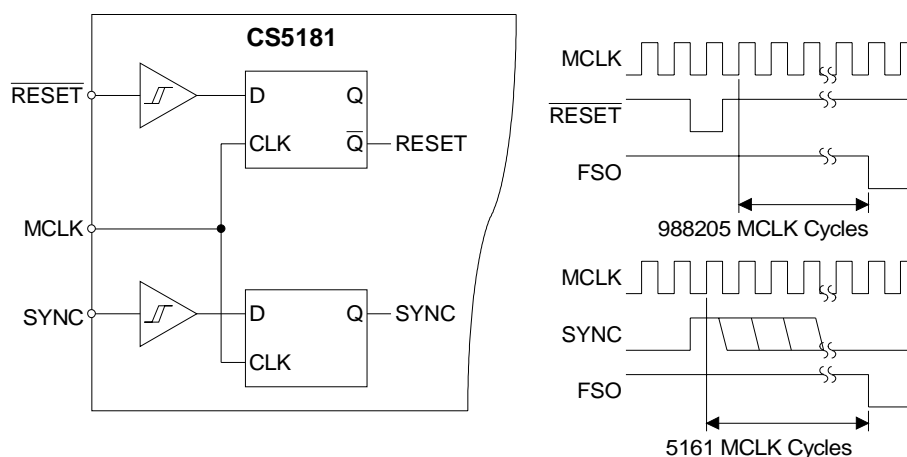 CS5181
RESET
D
Q
CLK
Q
RESET
MCLK
SYNC
D
Q
SYNC
CLK
MCLK
RESET
FSO
988205 MCLK Cycles
MCLK
SYNC
FSO
5161 MCLK Cycles